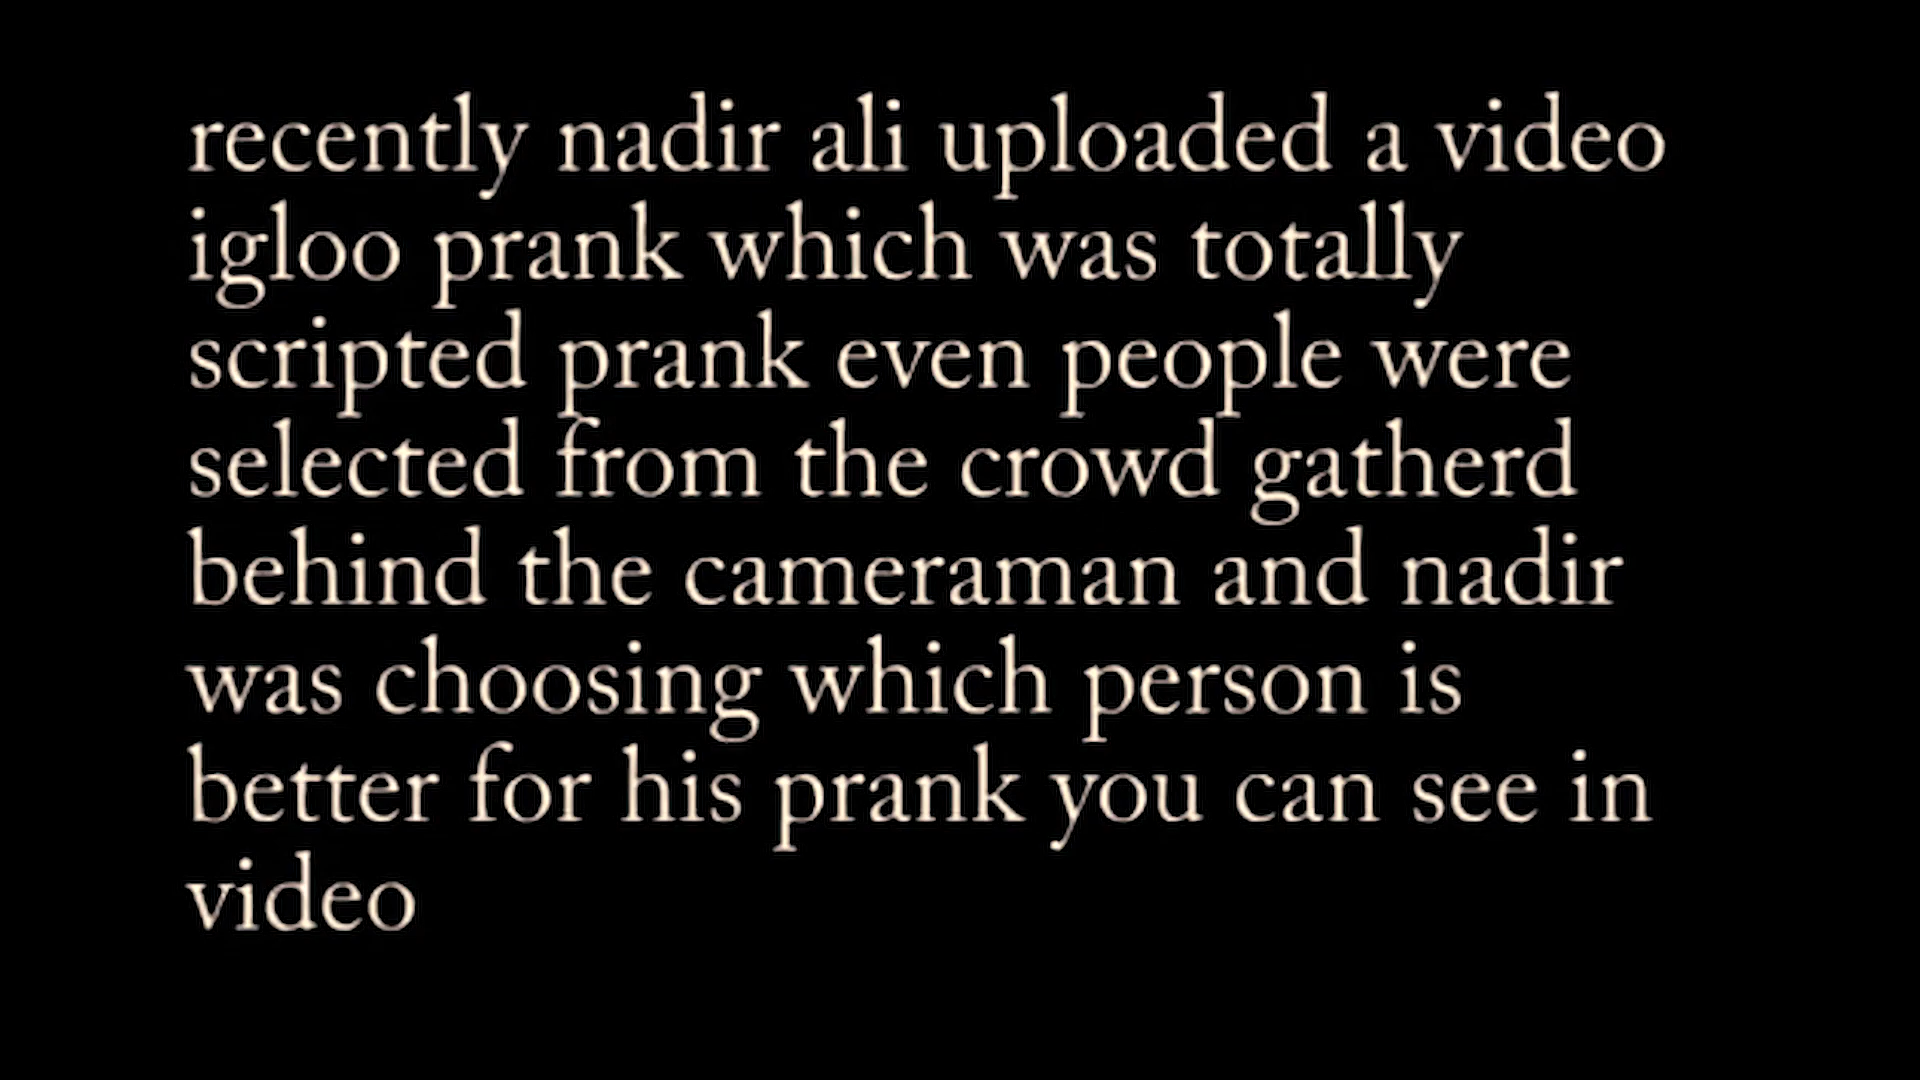 recently nadir ali uploaded a video
igloo prank which was totally
scripted prank even people were
selected from the crowd gatherd
behind the cameraman and nadir
was choosing which person is
better for his prank you can see in
video